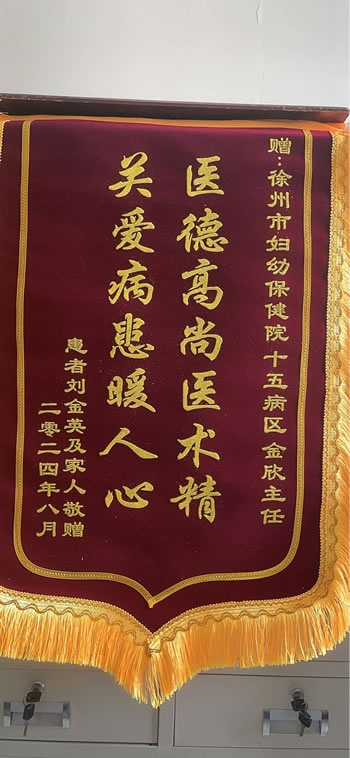 赠:徐州市妇幼保健院十五病区金欣主任
医德高尚医术精
关爱病患暖人心
患者刘金英及家人敬赠
二零二四年八月